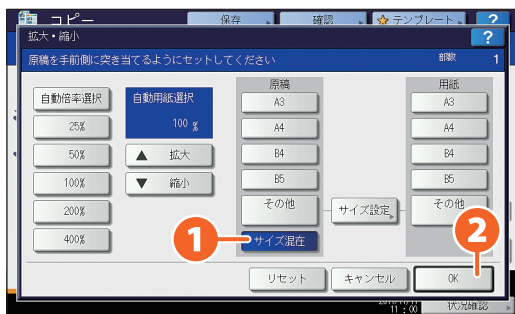 コピー
保存
確認
テンプレート
?
拡大・縮小
?
原稿を手前側に突き当てるようにセットしてください
部数 1
自動倍率選択
25%
50%
100%
200%
400%
自動用紙選択
100 %
▲ 拡大
▼ 縮小
原稿
A3
A4
B4
B5
その他
サイズ混在
サイズ設定
用紙
A3
A4
B4
B5
その他
1
2
リセット
キャンセル
OK
11:00
状況確認